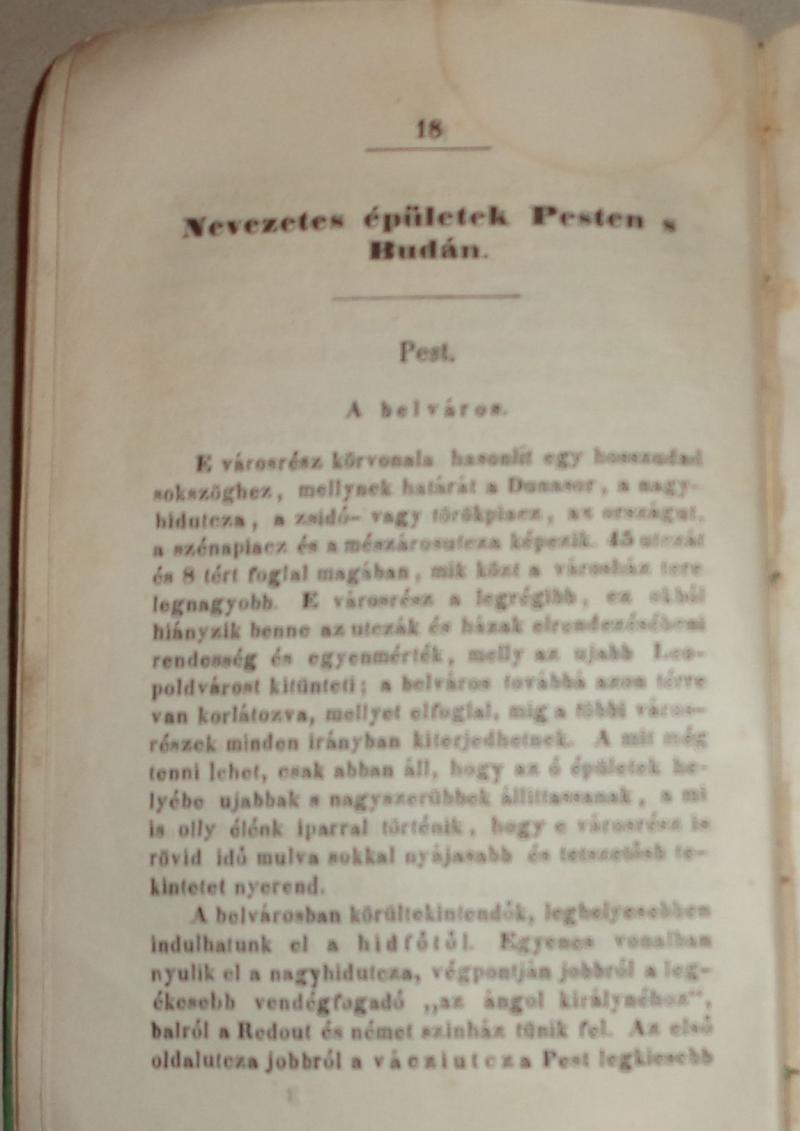 18
Nevezetes épületek Pesten s
Budán.
Pest.
A belváros.
E városrész körvonala hasonlít egy hosszudad
sokszöghez, mellynek határát a Dunasor, a nagy-
hidutcza, a zsidó- vagy törökpiacz, az országut,
a szénapiacz és a mészárosutcza képezik. 45 utczát
és 8 tért foglal magában, mik közt a városház tere
legnagyobb. E városrész a legrégibb, ez okból
hiányzik benne az utczák és házak elrendezésébeni
rendesség és egyenmérték, melly az ujabb Leo-
poldvárost kitünteti; a belváros továbbá azon térre
van korlátozva, mellyet elfoglal, mig a többi város-
részek minden irányban kiterjedhetnek. A mit még
tenni lehet, csak abban áll, hogy az ó épületek he-
lyébe ujabbak s nagyszerübbek állittassanak, a mi
is olly élénk iparral történik, hogy e városrész is
rövid idő mulva sokkal nyájasabb és tetszetősb te-
kintetet nyerend.
A belvárosban körültekintendők, leghelyesebben
indulhatunk el a hidfőtől. Egyenes vonalban
nyulik el a nagyhidutcza, végpontján jobbról a leg-
ékesebb vendégfogadó „az ángol királynéhoz“,
balról a Redout és német szinház tünik fel. Az első
oldalutcza jobbról a vácziutcza Pest legkiesebb